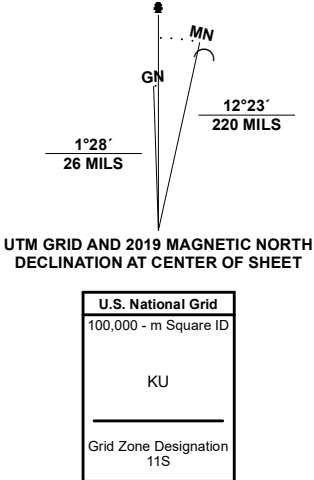 MN
GN
12°23´
220 MILS
1°28´
26 MILS
UTM GRID AND 2019 MAGNETIC NORTH
DECLINATION AT CENTER OF SHEET
U.S. National Grid
100,000 - m Square ID
KU
Grid Zone Designation
11S